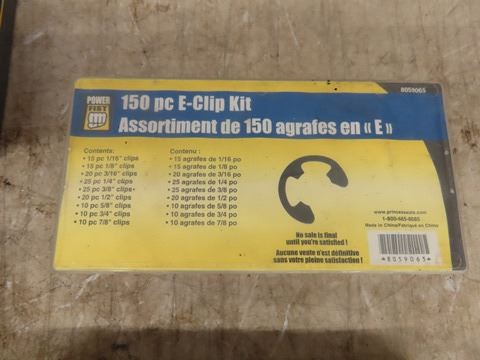 8059065
POWER
FIST
150 pc E-Clip Kit
Assortiment de 150 agrafes en « E »
Contents:
• 15 pc 1/16" clips
• 15 pc 1/8" clips
• 20 pc 3/16" clips
• 25 pc 1/4" clips
• 25 pc 3/8" clips
• 20 pc 1/2" clips
• 10 pc 5/8" clips
• 10 pc 3/4" clips
• 10 pc 7/8" clips
Contenu :
• 15 agrafes de 1/16 po
• 15 agrafes de 1/8 po
• 20 agrafes de 3/16 po
• 25 agrafes de 1/4 po
• 25 agrafes de 3/8 po
• 20 agrafes de 1/2 po
• 10 agrafes de 5/8 po
• 10 agrafes de 3/4 po
• 10 agrafes de 7/8 po
No sale is final
until you're satisfied !
Aucune vente n'est définitive
sans votre pleine satisfaction !
www.princessauto.com
1-800-665-8685
Made in China/Fabriqué en Chine
*8059065*